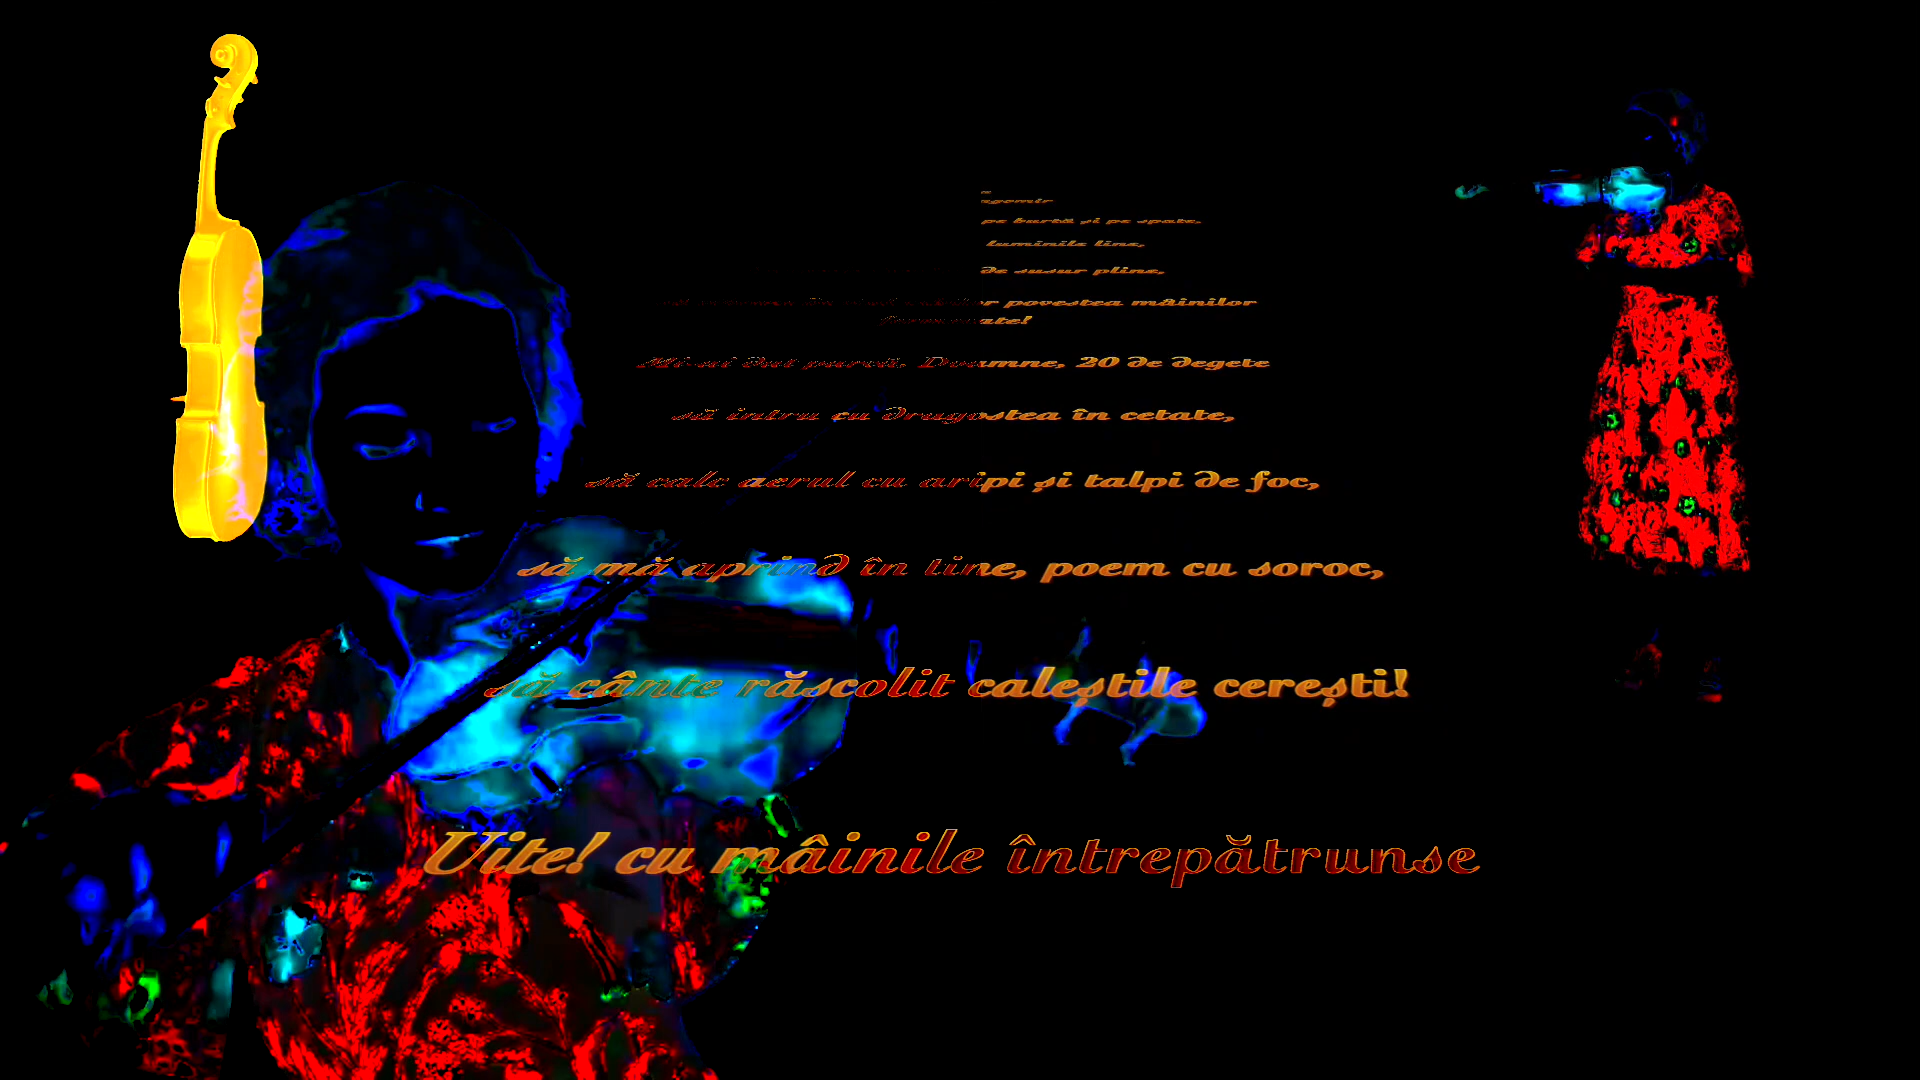 pe burtă și pe spate,
luminile line,
de susur pline,
povestea mâinilor
Mi-ai dat parcă, Doamne, 20 de degete
să intru cu dragostea în cetate,
să calc aerul cu aripi și talpi de foc,
să mă aprind în tine, poem cu soroc,
să cânte răscolit caleștile cerești!
Uite! cu mâinile întrepătrunse